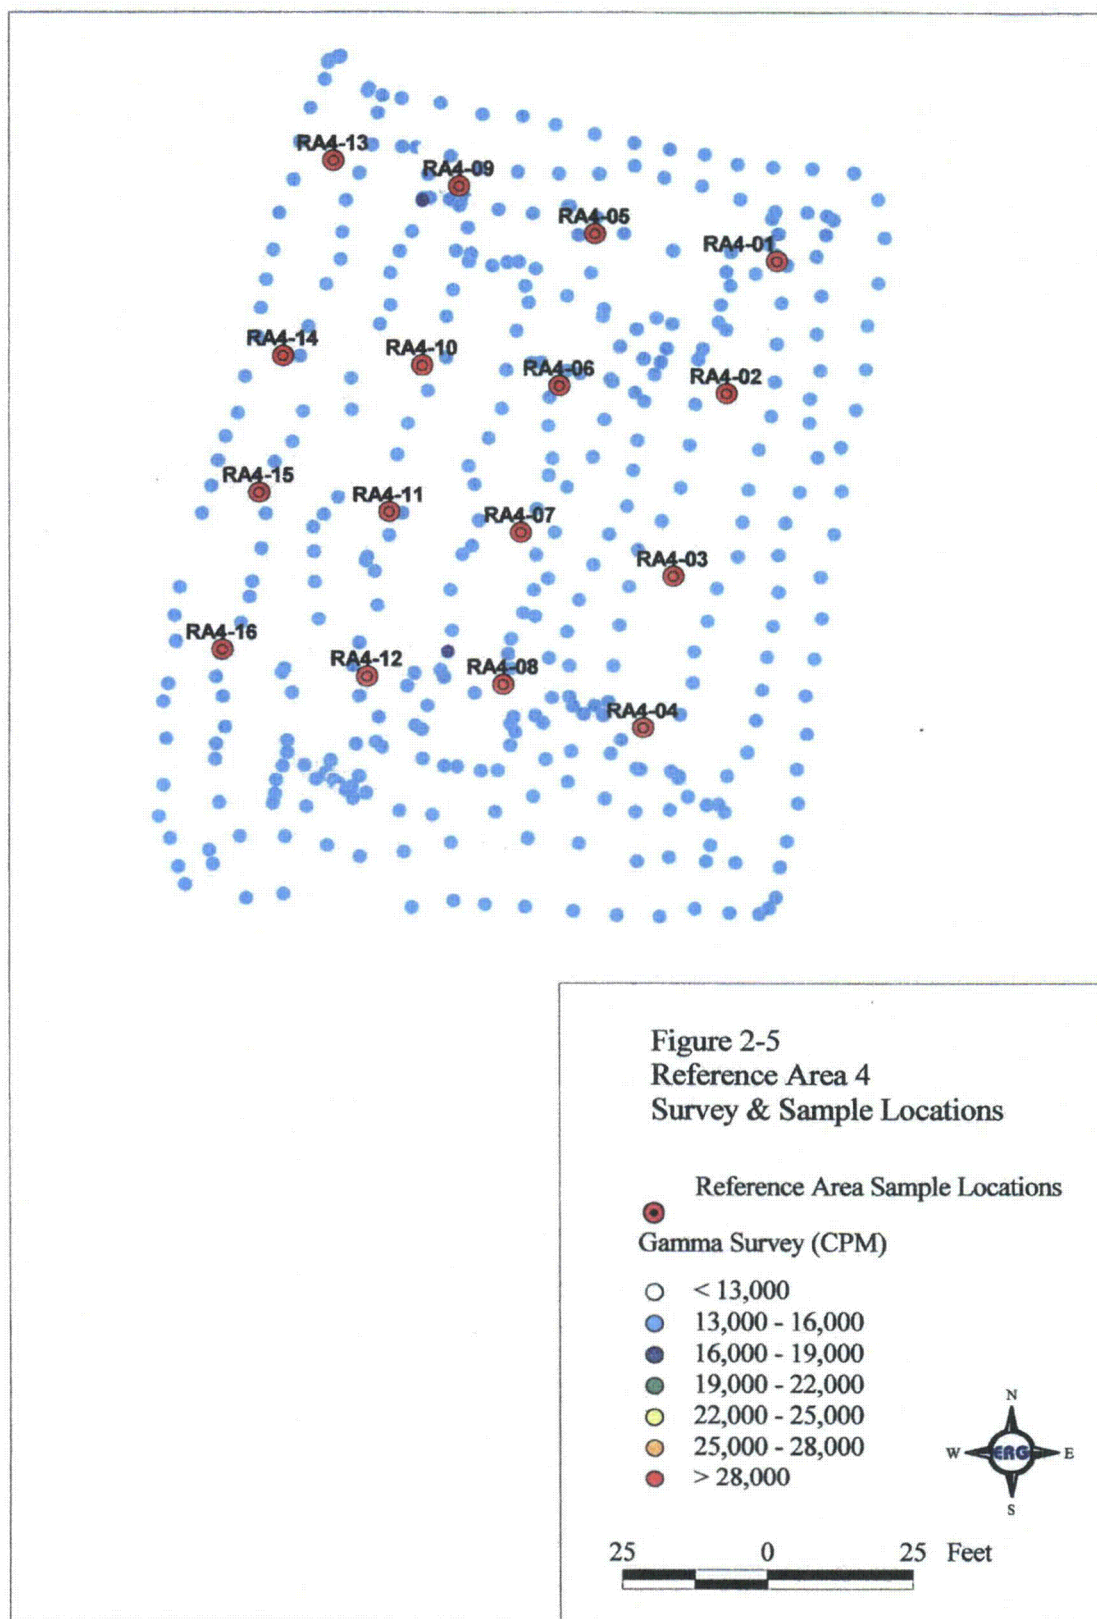 RA4-13
RA4-09
RA4-05
RA4-01
RA4-14
RA4-10
RA4-06
RA4-02
RA4-15
RA4-11
RA4-07
RA4-03
RA4-16
RA4-12
RA4-08
RA4-04
Figure 2-5
Reference Area 4
Survey & Sample Locations
Reference Area Sample Locations
Gamma Survey (CPM)
< 13,000
13,000 - 16,000
16,000 - 19,000
19,000 - 22,000
22,000 - 25,000
25,000 - 28,000
> 28,000
N
W ERG E
S
25 0 25 Feet